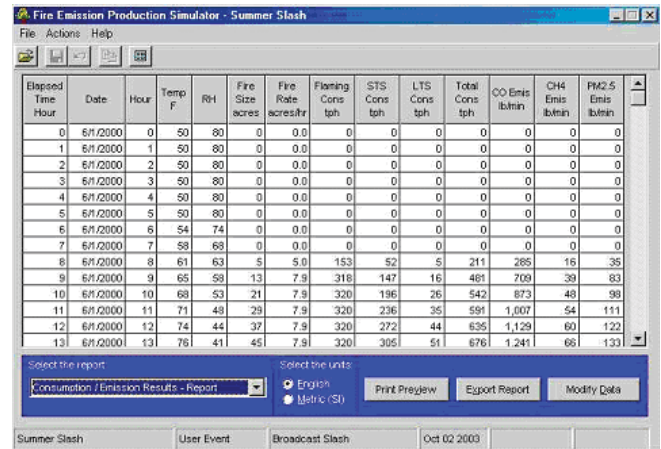 Fire Emission Production Simulator - Summer Slash
File Actions Help
Elapsed Time Hour Date Hour Temp F RH Fire Size acres Fire Rate acres/hr Flaming Cons tph STS Cons tph LTS Cons tph Total Cons tph CO Emis lb/min CH4 Emis lb/min PM2.5 Emis lb/min
0 6/1/2000 0 50 80 0 0.0 0 0 0 0 0 0 0
1 6/1/2000 1 50 80 0 0.0 0 0 0 0 0 0 0
2 6/1/2000 2 50 80 0 0.0 0 0 0 0 0 0 0
3 6/1/2000 3 50 80 0 0.0 0 0 0 0 0 0 0
4 6/1/2000 4 50 80 0 0.0 0 0 0 0 0 0 0
5 6/1/2000 5 50 80 0 0.0 0 0 0 0 0 0 0
6 6/1/2000 6 54 74 0 0.0 0 0 0 0 0 0 0
7 6/1/2000 7 58 68 0 0.0 0 0 0 0 0 0 0
8 6/1/2000 8 61 63 5 5.0 153 52 5 211 285 16 35
9 6/1/2000 9 65 58 13 7.9 318 147 16 481 709 39 83
10 6/1/2000 10 68 53 21 7.9 320 196 26 542 873 48 98
11 6/1/2000 11 71 48 29 7.9 320 236 35 591 1,007 54 111
12 6/1/2000 12 74 44 37 7.9 320 272 44 635 1,129 60 122
13 6/1/2000 13 76 41 45 7.9 320 305 51 676 1,241 66 133
Select the report
Consumption / Emission Results - Report
Select the units:
English
Metric (SI)
Print Preview Export Report Modify Data
Summer Slash User Event Broadcast Slash Oct 02 2003